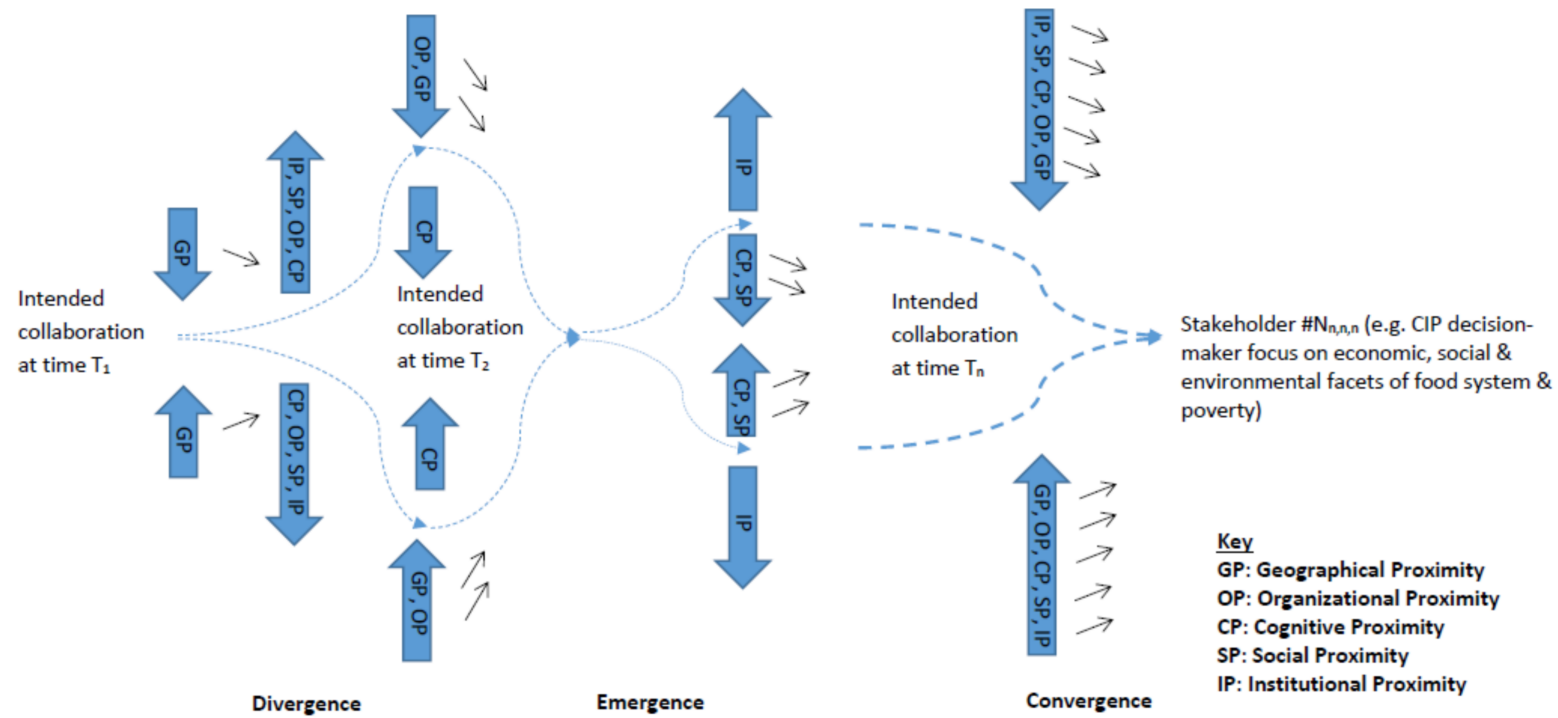 OP, GP
IP, SP, CP, OP, GP
IP, SP, OP, CP
IP
GP
CP
CP, SP
Intended
collaboration
at time T₁
Intended
collaboration
at time T₂
Intended
collaboration
at time Tₙ
Stakeholder #Nₙ,ₙ,ₙ (e.g. CIP decision-
maker focus on economic, social &
environmental facets of food system &
poverty)
GP
CP, OP, SP, IP
CP
CP, SP
GP, OP
IP
GP, OP, CP, SP, IP
Key
GP: Geographical Proximity
OP: Organizational Proximity
CP: Cognitive Proximity
SP: Social Proximity
IP: Institutional Proximity
Divergence
Emergence
Convergence